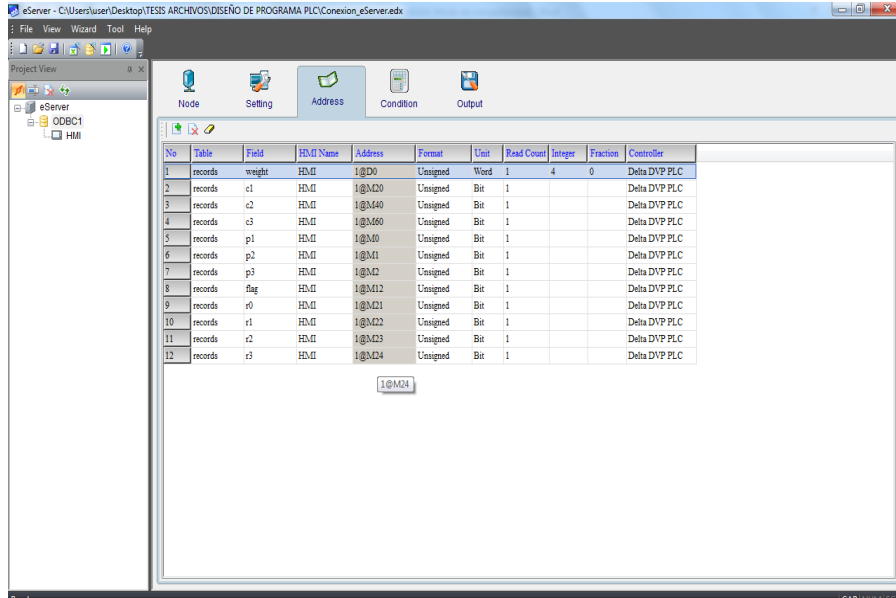 eServer - C:\Users\user\Desktop\TESIS ARCHIVOS\DISEÑO DE PROGRAMA PLC\Conexion_eServer.edx
File View Wizard Tool Help
Project View
eServer
ODBC1
HMI
Node Setting Address Condition Output
No Table Field HMI Name Address Format Unit Read Count Integer Fraction Controller
1 records weight HMI 1@D0 Unsigned Word 1 4 0 Delta DVP PLC
2 records c1 HMI 1@M20 Unsigned Bit 1 Delta DVP PLC
3 records c2 HMI 1@M40 Unsigned Bit 1 Delta DVP PLC
4 records c3 HMI 1@M60 Unsigned Bit 1 Delta DVP PLC
5 records p1 HMI 1@M0 Unsigned Bit 1 Delta DVP PLC
6 records p2 HMI 1@M1 Unsigned Bit 1 Delta DVP PLC
7 records p3 HMI 1@M2 Unsigned Bit 1 Delta DVP PLC
8 records flag HMI 1@M12 Unsigned Bit 1 Delta DVP PLC
9 records r0 HMI 1@M21 Unsigned Bit 1 Delta DVP PLC
10 records r1 HMI 1@M22 Unsigned Bit 1 Delta DVP PLC
11 records r2 HMI 1@M23 Unsigned Bit 1 Delta DVP PLC
12 records r3 HMI 1@M24 Unsigned Bit 1 Delta DVP PLC
1@M24